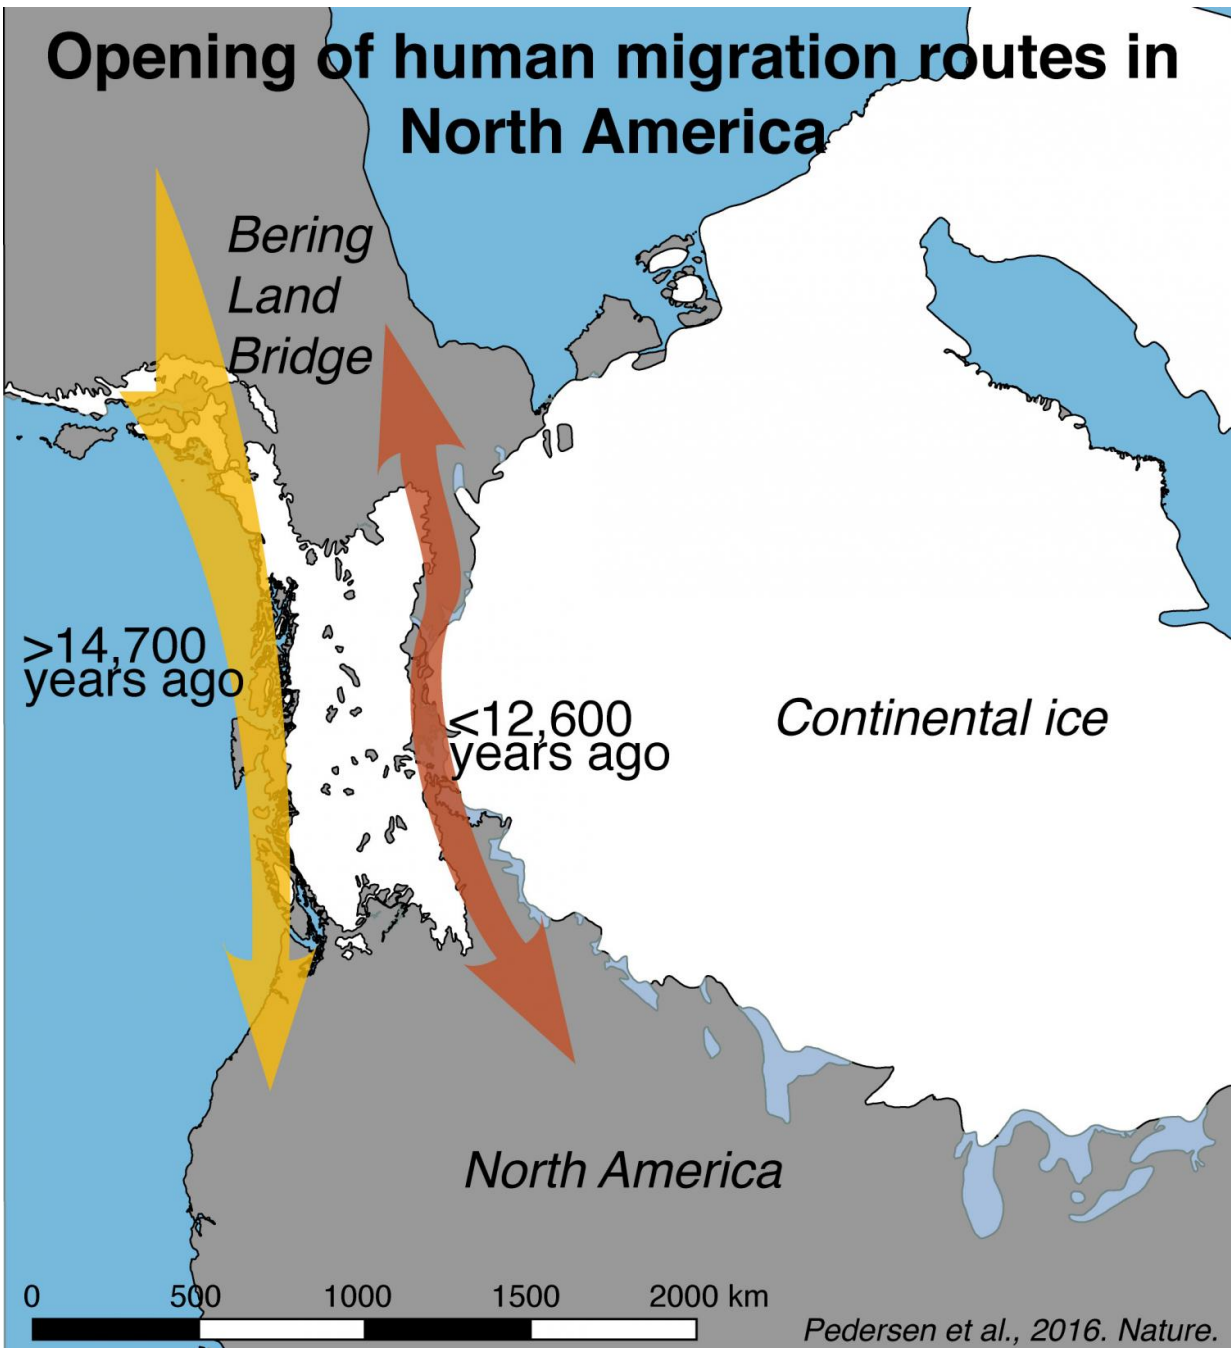 Opening of human migration routes in
North America
Bering
Land
Bridge
>14,700
years ago
<12,600
years ago
Continental ice
North America
0 500 1000 1500 2000 km
Pedersen et al., 2016. Nature.